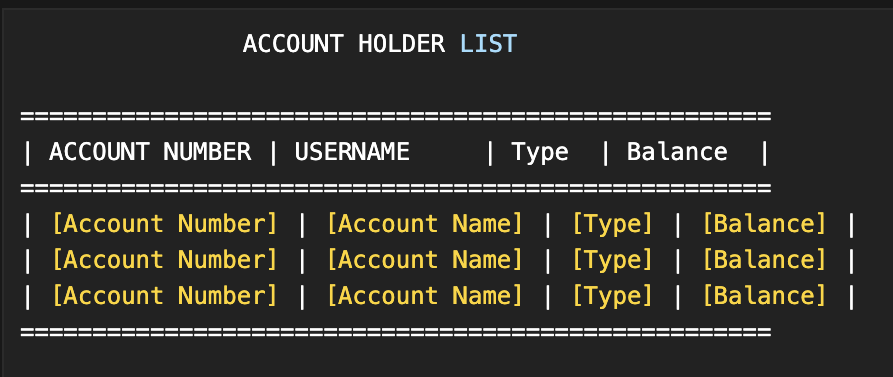 ACCOUNT HOLDER LIST
====================================================
| ACCOUNT NUMBER | USERNAME     | Type  | Balance  |
====================================================
| [Account Number] | [Account Name] | [Type] | [Balance] |
| [Account Number] | [Account Name] | [Type] | [Balance] |
| [Account Number] | [Account Name] | [Type] | [Balance] |
====================================================